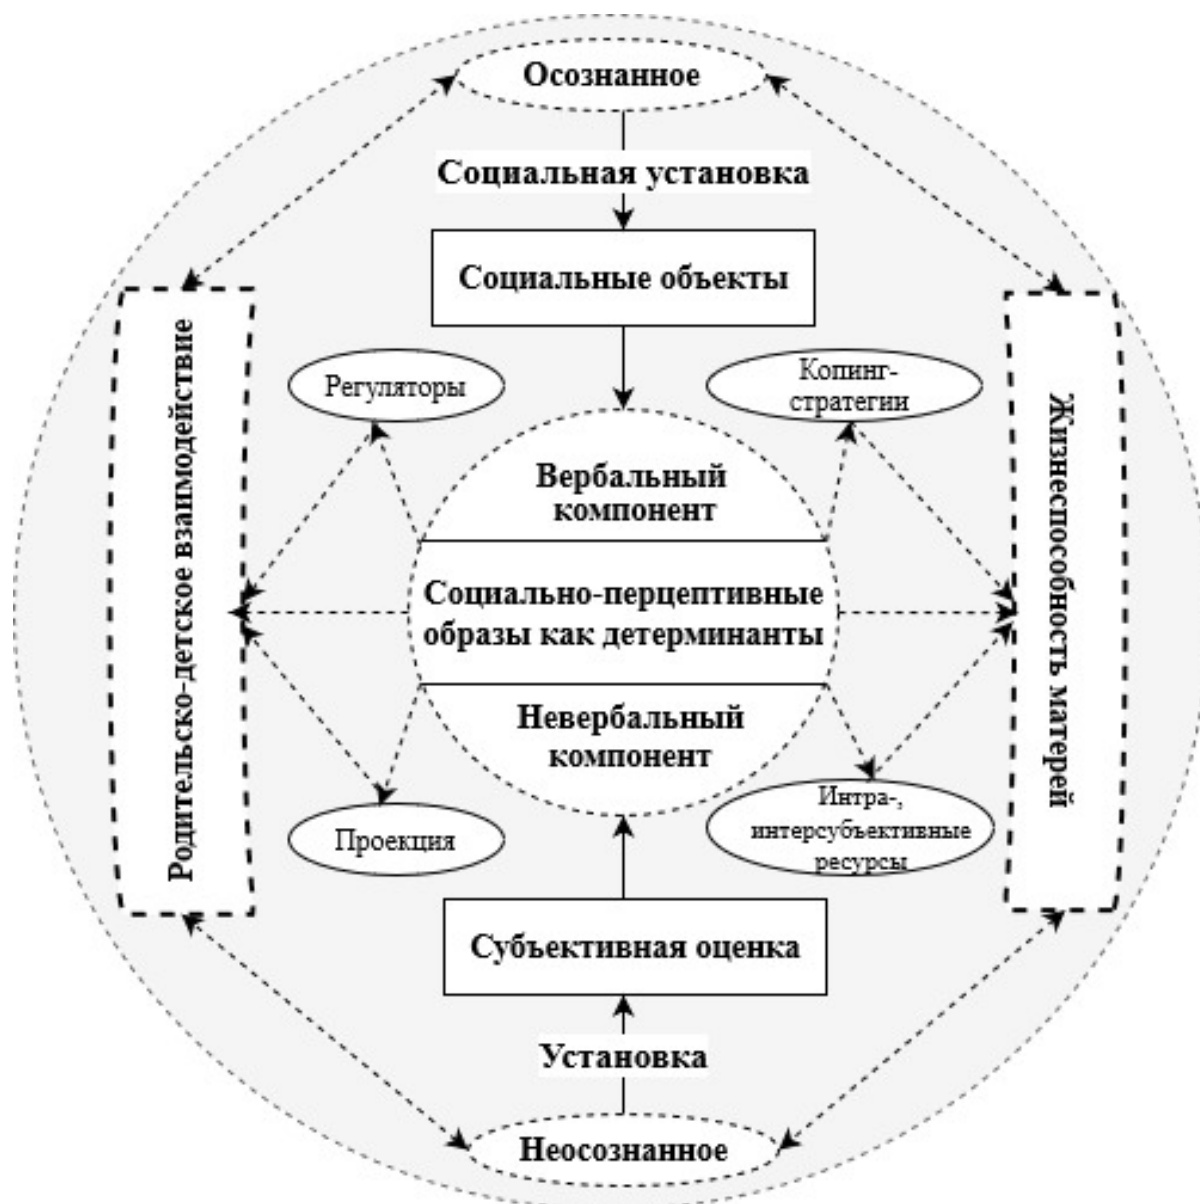 Осознанное
Социальная установка
Социальные объекты
Регуляторы
Копинг-
стратегии
Родительско-детское взаимодействие
Жизнеспособность матерей
Вербальный
компонент
Социально-перцептивные
образы как детерминанты
Невербальный
компонент
Проекция
Интра-,
интерсубъективные
ресурсы
Субъективная оценка
Установка
Неосознанное